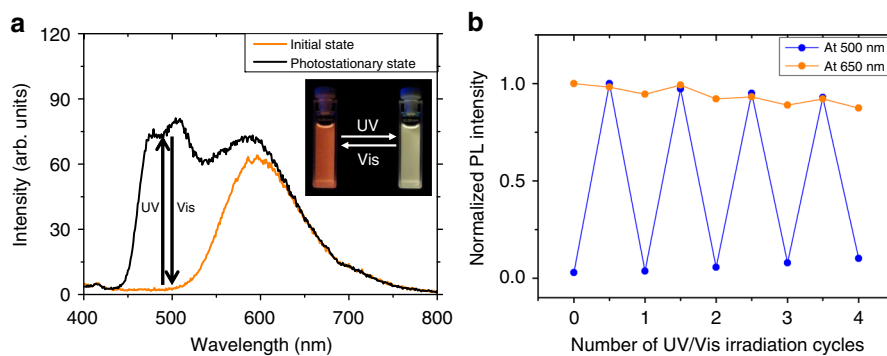 a
Initial state
Photostationary state
UV
Vis
UV
Vis
Intensity (arb. units)
120
90
60
30
0
400
500
600
700
800
Wavelength (nm)
b
At 500 nm
At 650 nm
Normalized PL intensity
1.0
0.5
0.0
0
1
2
3
4
Number of UV/Vis irradiation cycles